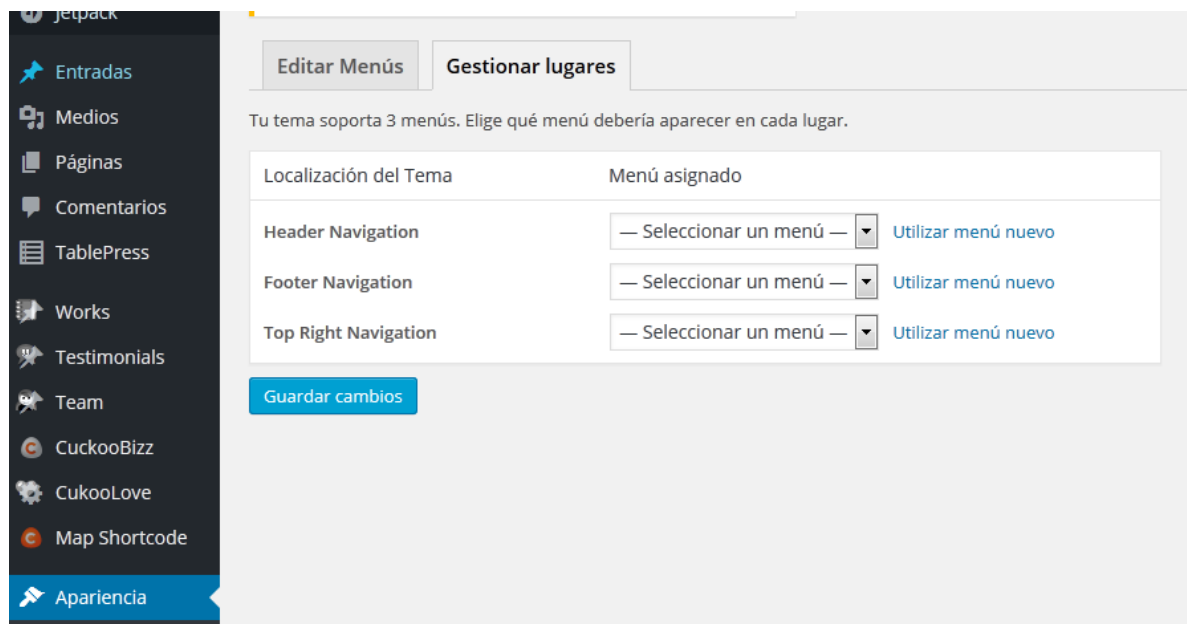 Jetpack
Entradas
Medios
Páginas
Comentarios
TablePress
Works
Testimonials
Team
CuckooBizz
CukooLove
Map Shortcode
Apariencia
Editar Menús Gestionar lugares
Tu tema soporta 3 menús. Elige qué menú debería aparecer en cada lugar.
Localización del Tema Menú asignado
Header Navigation — Seleccionar un menú — Utilizar menú nuevo
Footer Navigation — Seleccionar un menú — Utilizar menú nuevo
Top Right Navigation — Seleccionar un menú — Utilizar menú nuevo
Guardar cambios